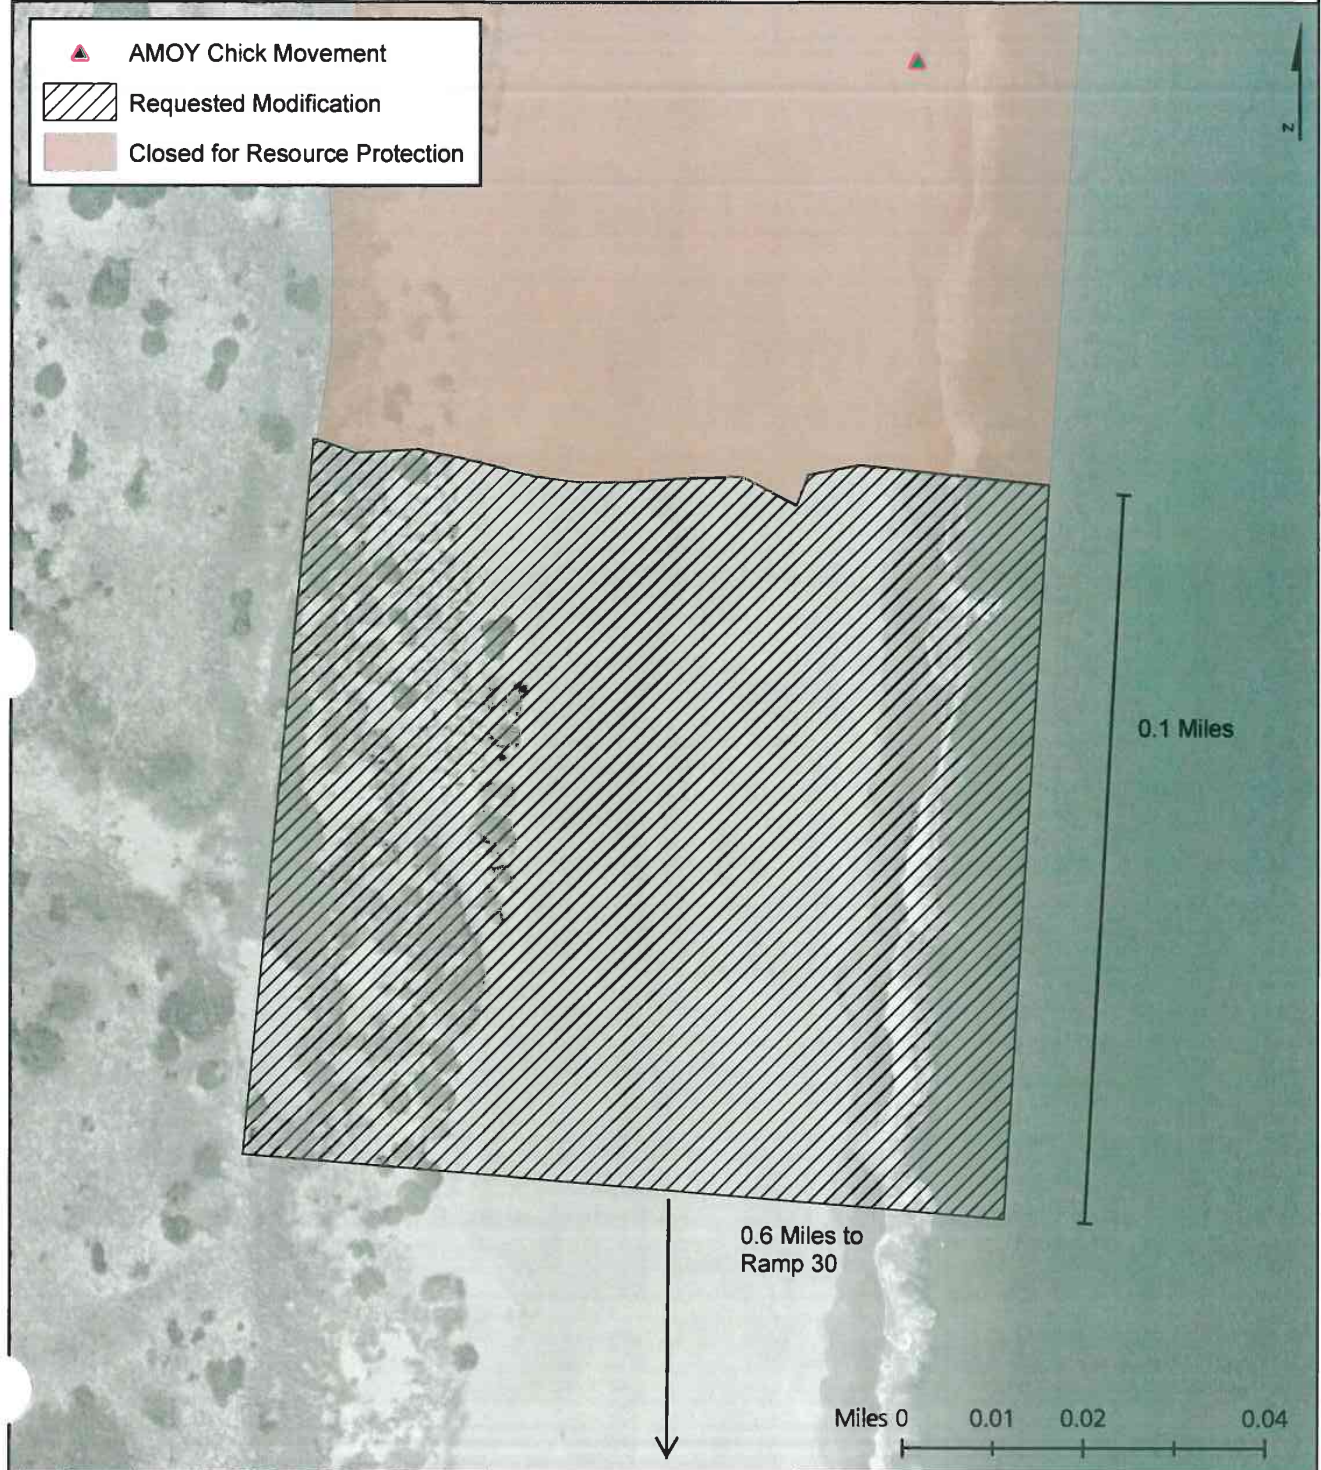 AMOY Chick Movement
Requested Modification
Closed for Resource Protection
z
0.1 Miles
0.6 Miles to
Ramp 30
Miles 0 0.01 0.02 0.04